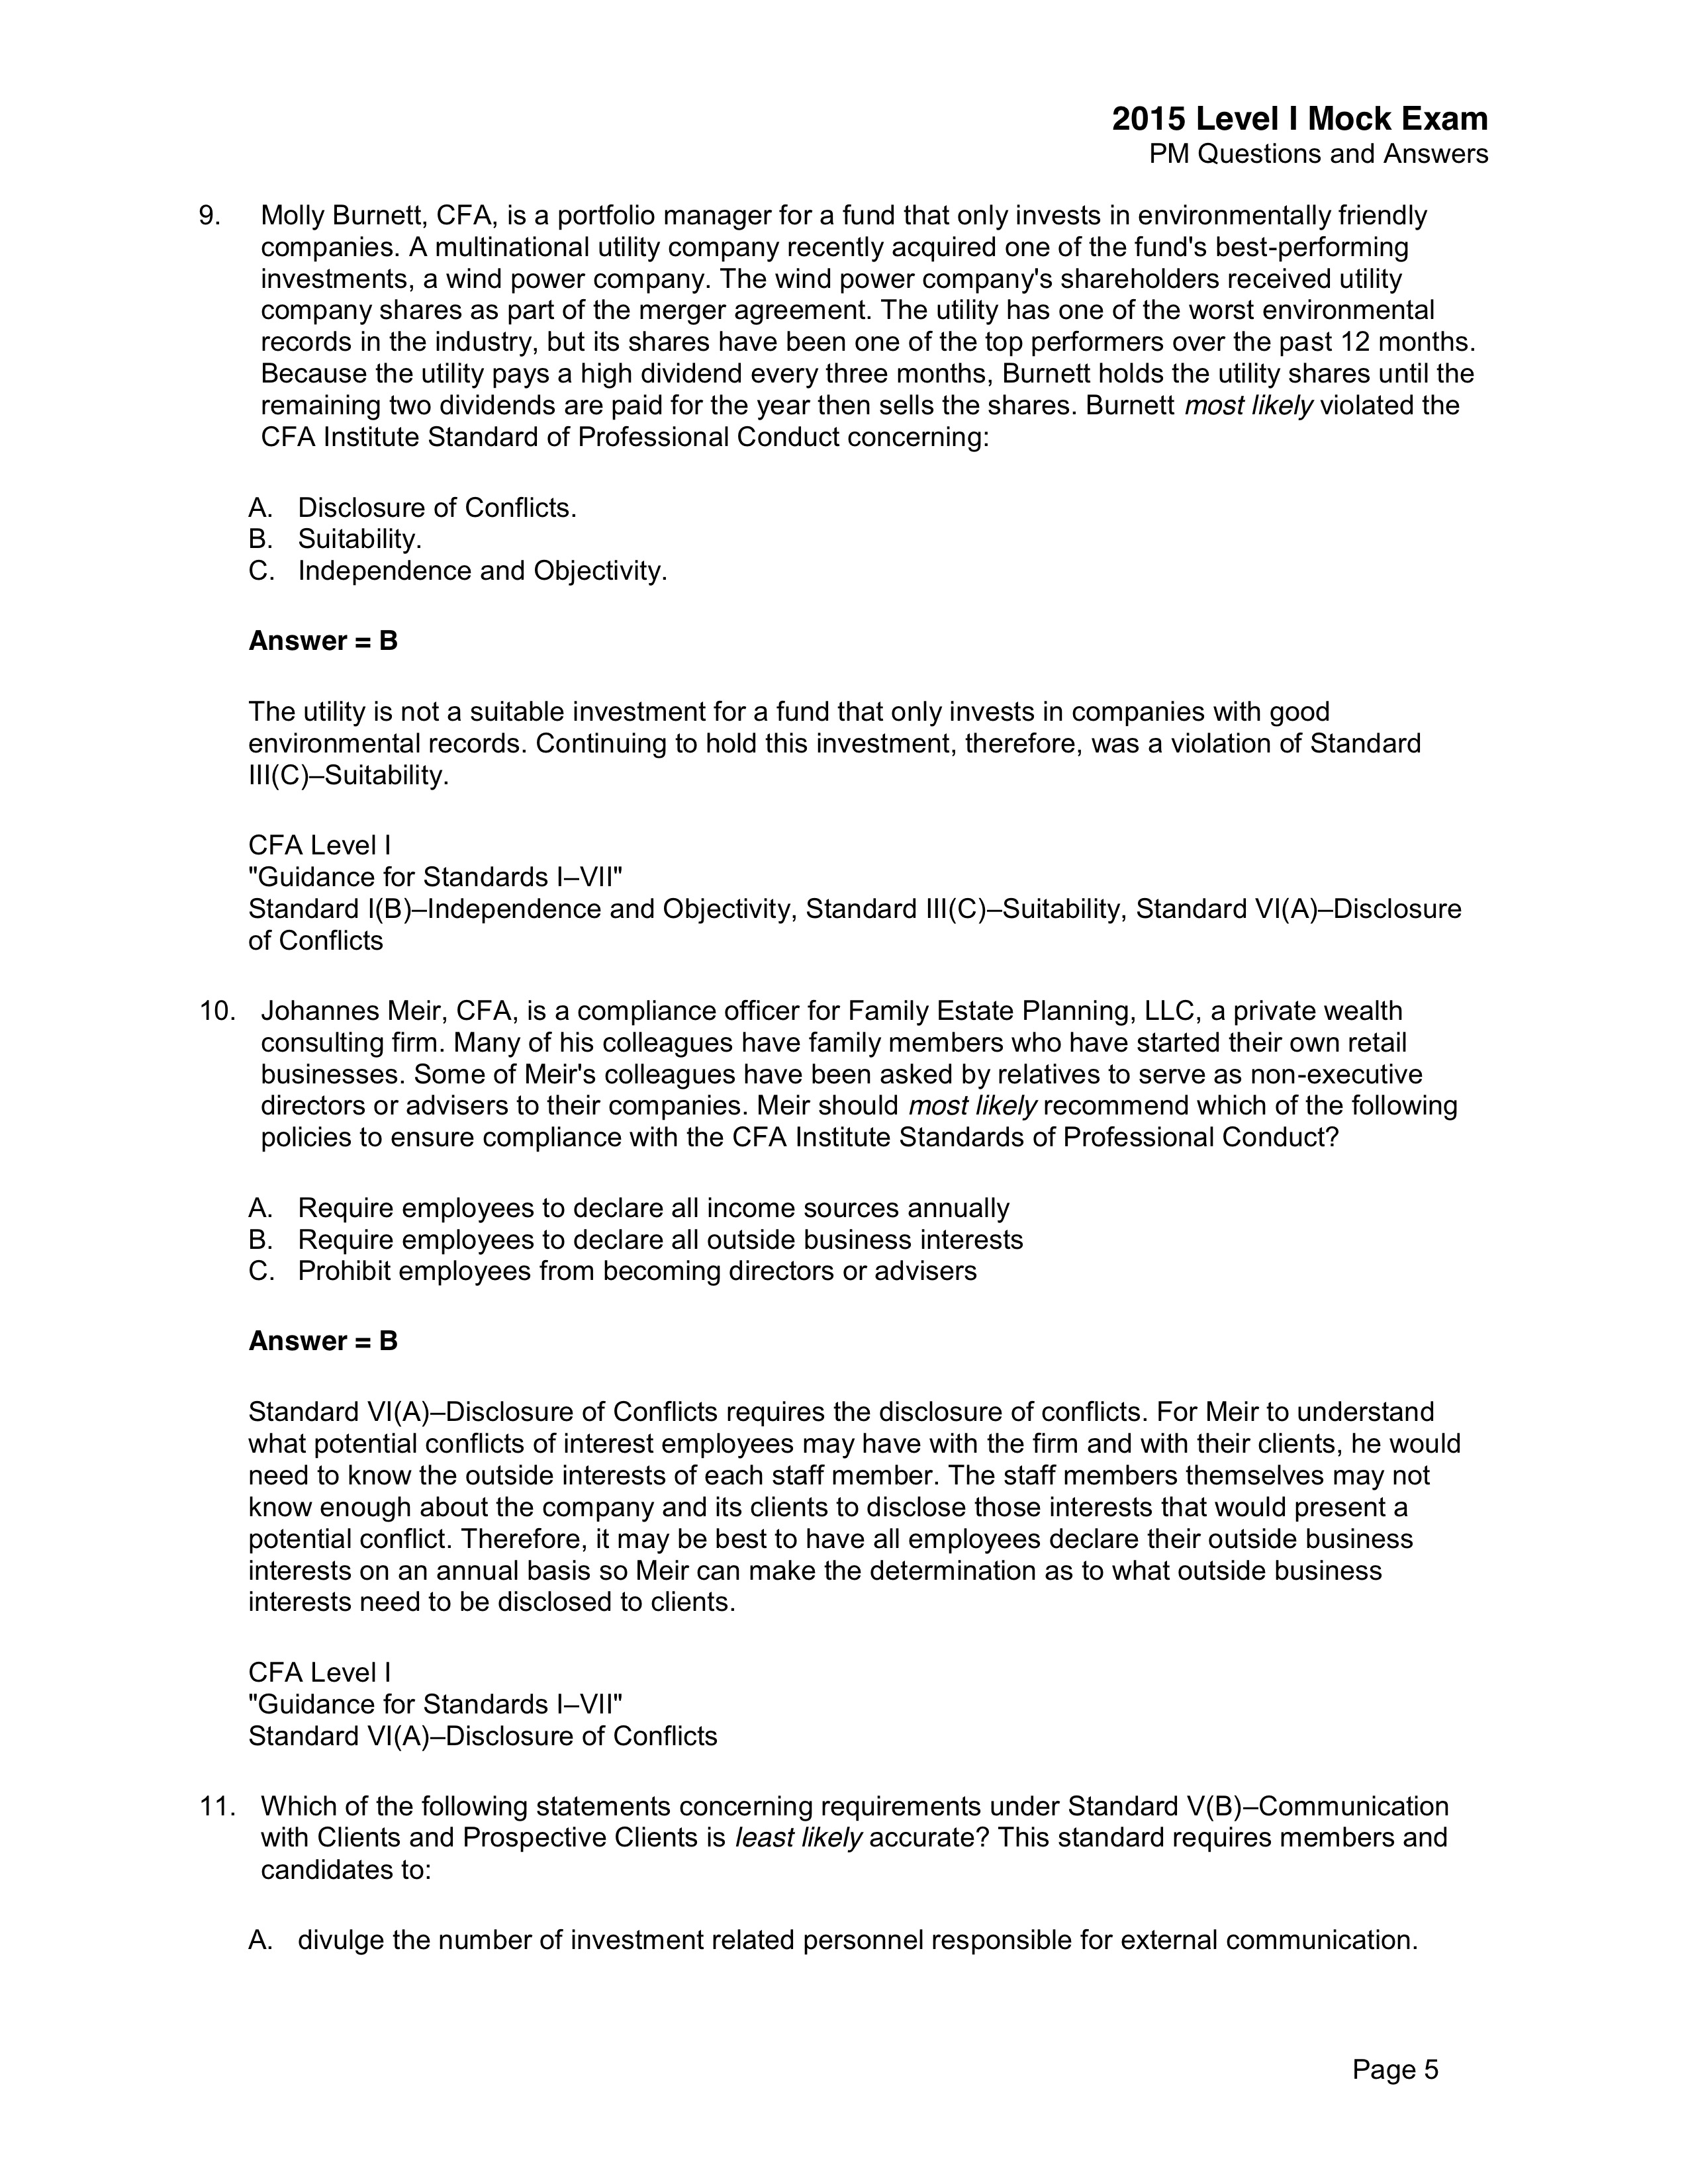 2015 Level I Mock Exam
PM Questions and Answers
9. Molly Burnett, CFA, is a portfolio manager for a fund that only invests in environmentally friendly
companies. A multinational utility company recently acquired one of the fund's best-performing
investments, a wind power company. The wind power company's shareholders received utility
company shares as part of the merger agreement. The utility has one of the worst environmental
records in the industry, but its shares have been one of the top performers over the past 12 months.
Because the utility pays a high dividend every three months, Burnett holds the utility shares until the
remaining two dividends are paid for the year then sells the shares. Burnett most likely violated the
CFA Institute Standard of Professional Conduct concerning:
A. Disclosure of Conflicts.
B. Suitability.
C. Independence and Objectivity.
Answer = B
The utility is not a suitable investment for a fund that only invests in companies with good
environmental records. Continuing to hold this investment, therefore, was a violation of Standard
III(C)–Suitability.
CFA Level I
"Guidance for Standards I–VII"
Standard I(B)–Independence and Objectivity, Standard III(C)–Suitability, Standard VI(A)–Disclosure
of Conflicts
10. Johannes Meir, CFA, is a compliance officer for Family Estate Planning, LLC, a private wealth
consulting firm. Many of his colleagues have family members who have started their own retail
businesses. Some of Meir's colleagues have been asked by relatives to serve as non-executive
directors or advisers to their companies. Meir should most likely recommend which of the following
policies to ensure compliance with the CFA Institute Standards of Professional Conduct?
A. Require employees to declare all income sources annually
B. Require employees to declare all outside business interests
C. Prohibit employees from becoming directors or advisers
Answer = B
Standard VI(A)–Disclosure of Conflicts requires the disclosure of conflicts. For Meir to understand
what potential conflicts of interest employees may have with the firm and with their clients, he would
need to know the outside interests of each staff member. The staff members themselves may not
know enough about the company and its clients to disclose those interests that would present a
potential conflict. Therefore, it may be best to have all employees declare their outside business
interests on an annual basis so Meir can make the determination as to what outside business
interests need to be disclosed to clients.
CFA Level I
"Guidance for Standards I–VII"
Standard VI(A)–Disclosure of Conflicts
11. Which of the following statements concerning requirements under Standard V(B)–Communication
with Clients and Prospective Clients is least likely accurate? This standard requires members and
candidates to:
A. divulge the number of investment related personnel responsible for external communication.
Page 5